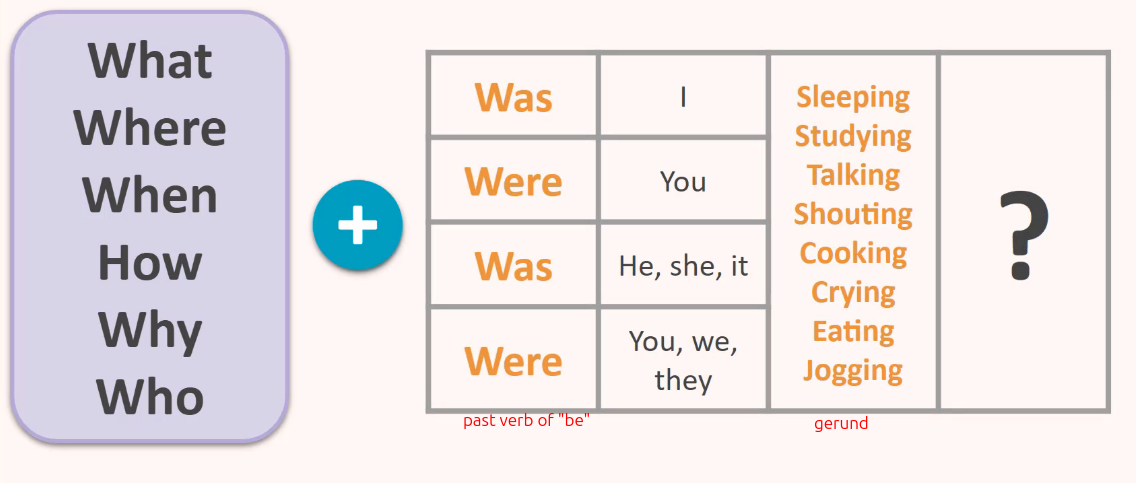 What
Where
When
How
Why
Who
+
Was
I
Were
You
Was
He, she, it
Were
You, we,
they
Sleeping
Studying
Talking
Shouting
Cooking
Crying
Eating
Jogging
?
past verb of "be"
gerund